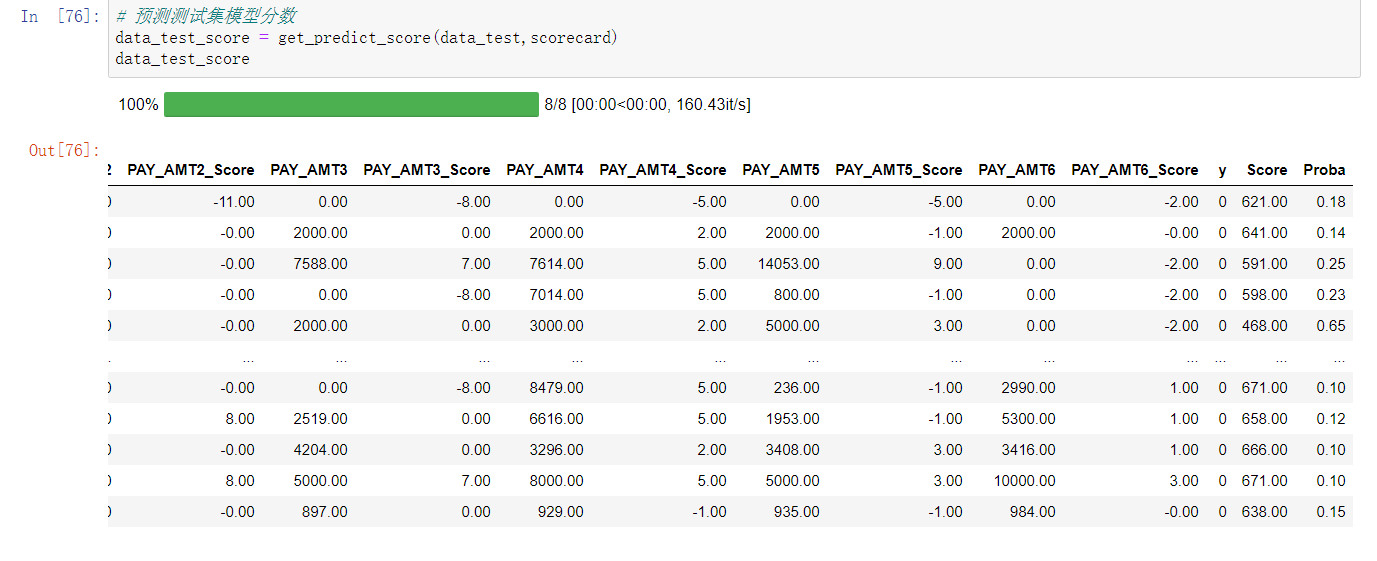 In [76]:
# 预测测试集模型分数
data_test_score = get_predict_score(data_test,scorecard)
data_test_score
100% 8/8 [00:00<00:00, 160.43it/s]
Out[76]:
2 PAY_AMT2_Score PAY_AMT3 PAY_AMT3_Score PAY_AMT4 PAY_AMT4_Score PAY_AMT5 PAY_AMT5_Score PAY_AMT6 PAY_AMT6_Score y Score Proba
-11.00 0.00 -8.00 0.00 -5.00 0.00 -5.00 0.00 -2.00 0 621.00 0.18
-0.00 2000.00 0.00 2000.00 2.00 2000.00 -1.00 2000.00 -0.00 0 641.00 0.14
-0.00 7588.00 7.00 7614.00 5.00 14053.00 9.00 0.00 -2.00 0 591.00 0.25
-0.00 0.00 -8.00 7014.00 5.00 800.00 -1.00 0.00 -2.00 0 598.00 0.23
-0.00 2000.00 0.00 3000.00 2.00 5000.00 3.00 0.00 -2.00 0 468.00 0.65
... ... ... ... ... ... ... ... ... ... ... ...
-0.00 0.00 -8.00 8479.00 5.00 236.00 -1.00 2990.00 1.00 0 671.00 0.10
8.00 2519.00 0.00 6616.00 5.00 1953.00 -1.00 5300.00 1.00 0 658.00 0.12
-0.00 4204.00 0.00 3296.00 2.00 3408.00 3.00 3416.00 1.00 0 666.00 0.10
8.00 5000.00 7.00 8000.00 5.00 5000.00 3.00 10000.00 3.00 0 671.00 0.10
-0.00 897.00 0.00 929.00 -1.00 935.00 -1.00 984.00 -0.00 0 638.00 0.15